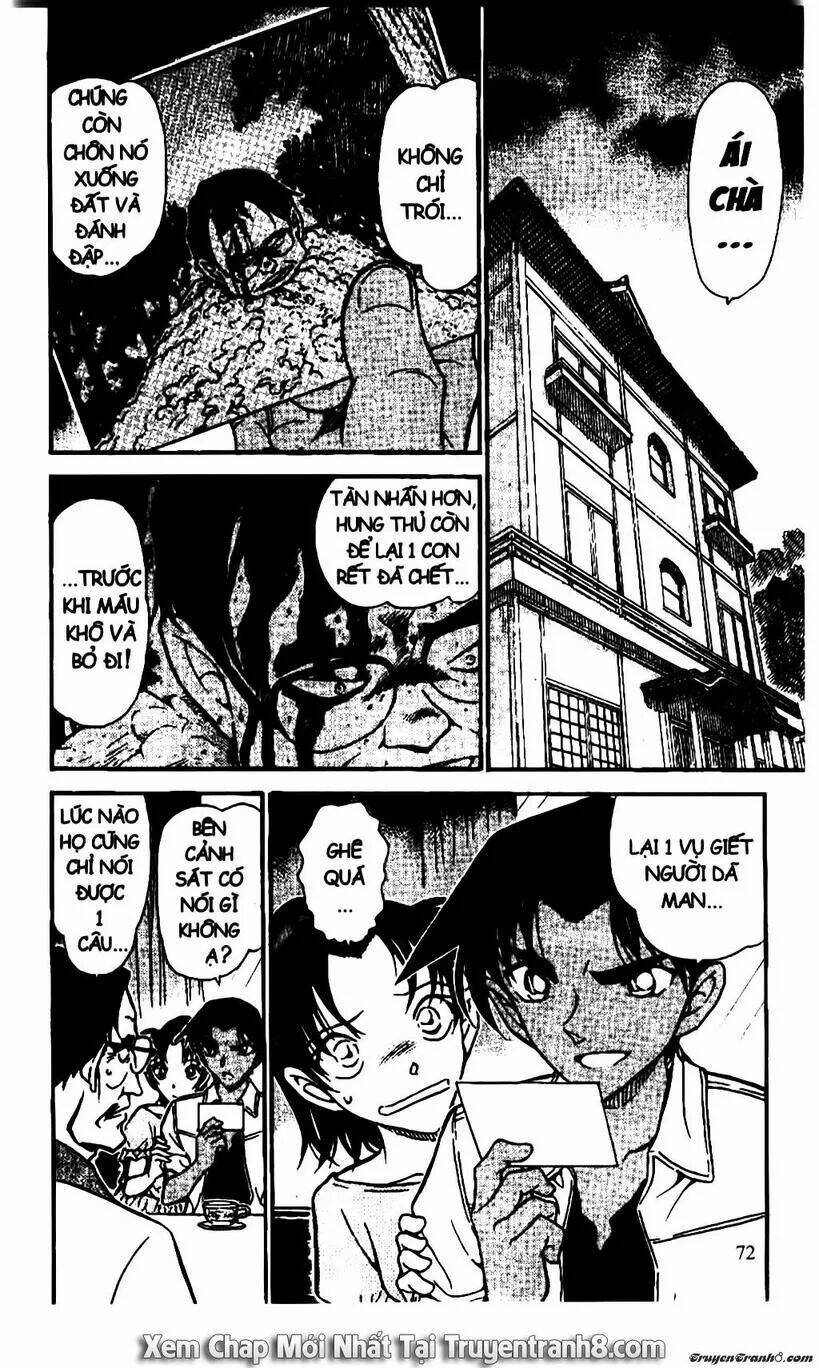 ÁI
CHÀ
...
KHÔNG
CHỈ
TRÓI...
CHÚNG
CÒN
CHÔN NÓ
XUỐNG
ĐẤT VÀ
ĐÁNH
ĐẬP...
TÀN NHẪN HƠN,
HUNG THỦ CÒN
ĐỂ LẠI 1 CON
RẾT ĐÃ CHẾT...
...TRƯỚC
KHI MÁU
KHÔ VÀ
BỎ ĐI!
LẠI 1 VỤ GIẾT
NGƯỜI DÃ
MAN...
GHÊ
QUÁ
...
BÊN
CẢNH
SÁT CÓ
NÓI GÌ
KHÔNG
Ạ?
LÚC NÀO
HỌ CŨNG
CHỈ NÓI
ĐƯỢC
1
CÂU...
72
Xem Chap Mới Nhất Tại Truyentranh8.com
TruyenTranh8.com